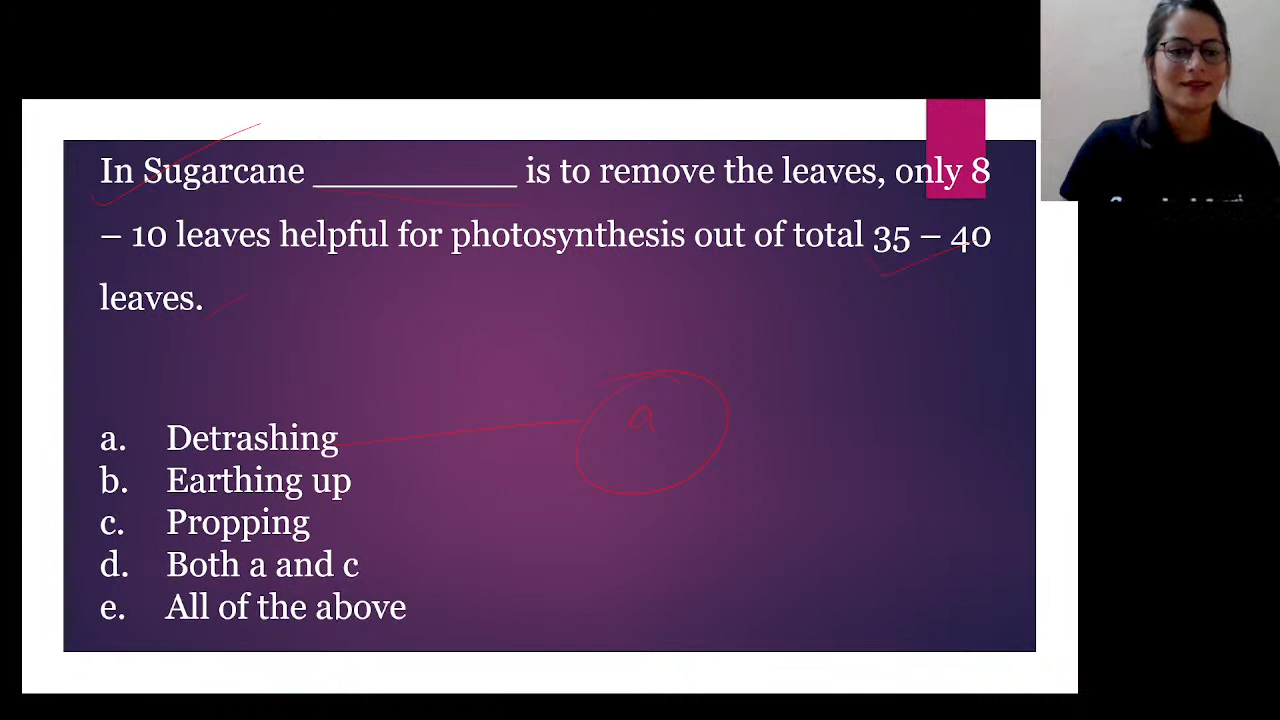 In Sugarcane __________ is to remove the leaves, only 8
– 10 leaves helpful for photosynthesis out of total 35 – 40
leaves.
a
a. Detrashing
b. Earthing up
c. Propping
d. Both a and c
e. All of the above